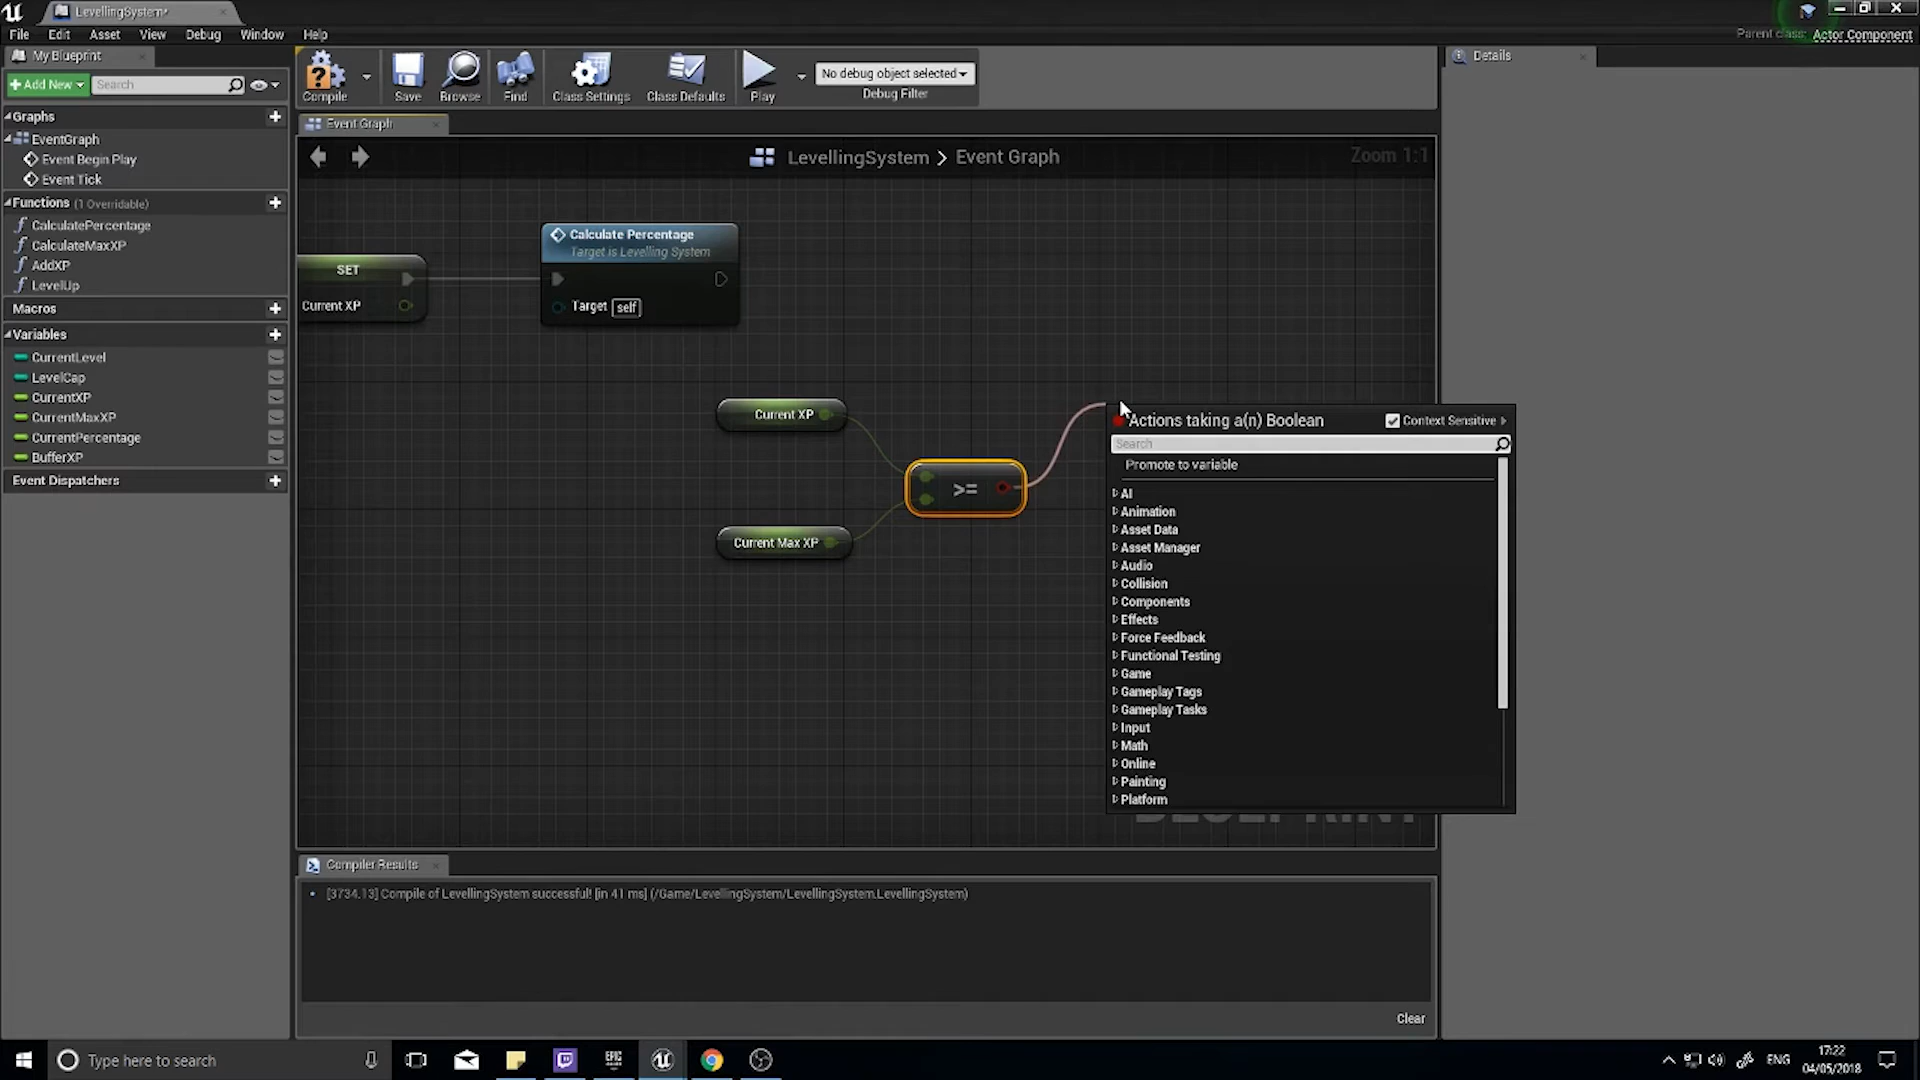 LevellingSystem*
File Edit Asset View Debug Window Help
Parent class: Actor Component
My Blueprint
Details
Add New Search
Compile Save Browse Find Class Settings Class Defaults Play
No debug object selected
Debug Filter
Graphs
EventGraph
Event Begin Play
Event Tick
Functions (1 Overridable)
CalculatePercentage
CalculateMaxXP
AddXP
LevelUp
Macros
Variables
CurrentLevel
LevelCap
CurrentXP
CurrentMaxXP
CurrentPercentage
BufferXP
Event Dispatchers
Event Graph
LevellingSystem > Event Graph
Zoom 1:1
SET
Current XP
Calculate Percentage
Target is Levelling System
Target self
Current XP
>=
Current Max XP
Actions taking a(n) Boolean
Context Sensitive
Search
Promote to variable
AI
Animation
Asset Data
Asset Manager
Audio
Collision
Components
Effects
Force Feedback
Functional Testing
Game
Gameplay Tags
Gameplay Tasks
Input
Math
Online
Painting
Platform
BLUEPRINT
Compiler Results
[3734.13] Compile of LevellingSystem successful! [in 41 ms] (/Game/LevellingSystem/LevellingSystem.LevellingSystem)
Clear
Type here to search
EPIC
ENG
17:22
04/05/2018